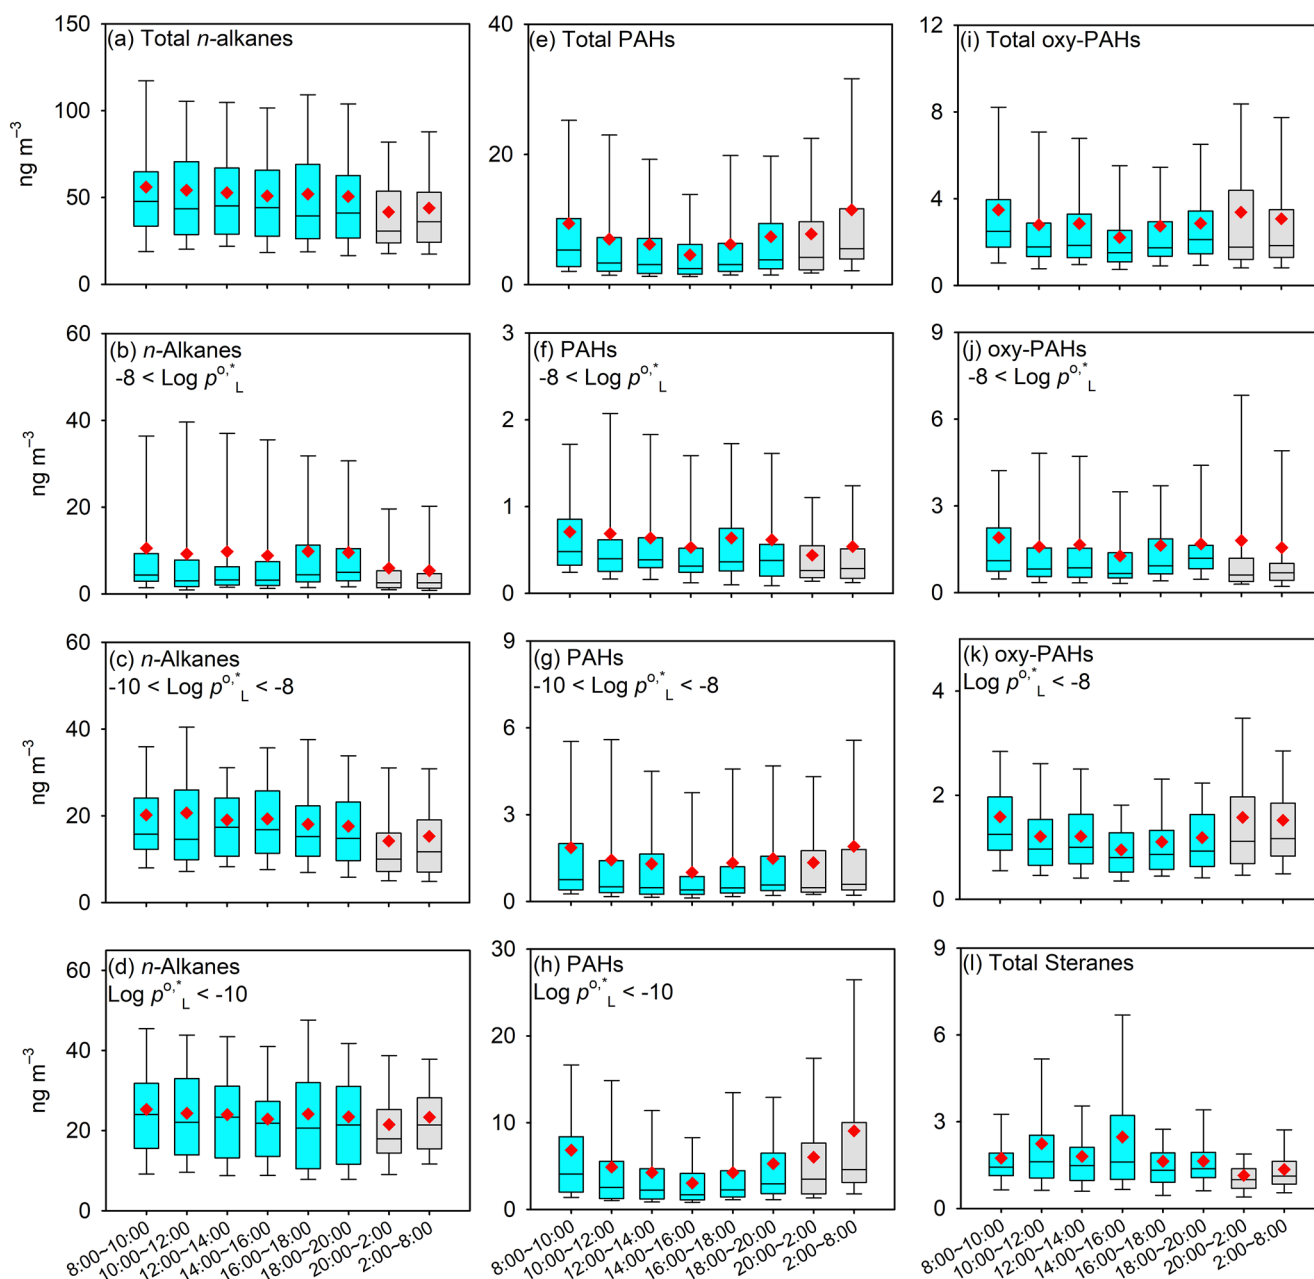 (a) Total n-alkanes
ng m⁻³
150
100
50
0
(e) Total PAHs
40
20
0
(i) Total oxy-PAHs
12
8
4
0
(b) n-Alkanes
-8 < Log p^o,*_L
ng m⁻³
60
40
20
0
(f) PAHs
-8 < Log p^o,*_L
3
2
1
0
(j) oxy-PAHs
-8 < Log p^o,*_L
9
6
3
0
(c) n-Alkanes
-10 < Log p^o,*_L < -8
ng m⁻³
60
40
20
0
(g) PAHs
-10 < Log p^o,*_L < -8
9
6
3
0
(k) oxy-PAHs
Log p^o,*_L < -8
4
2
0
(d) n-Alkanes
Log p^o,*_L < -10
ng m⁻³
60
40
20
0
8:00~10:00
10:00~12:00
12:00~14:00
14:00~16:00
16:00~18:00
18:00~20:00
20:00~2:00
2:00~8:00
(h) PAHs
Log p^o,*_L < -10
30
20
10
0
8:00~10:00
10:00~12:00
12:00~14:00
14:00~16:00
16:00~18:00
18:00~20:00
20:00~2:00
2:00~8:00
(l) Total Steranes
9
6
3
0
8:00~10:00
10:00~12:00
12:00~14:00
14:00~16:00
16:00~18:00
18:00~20:00
20:00~2:00
2:00~8:00